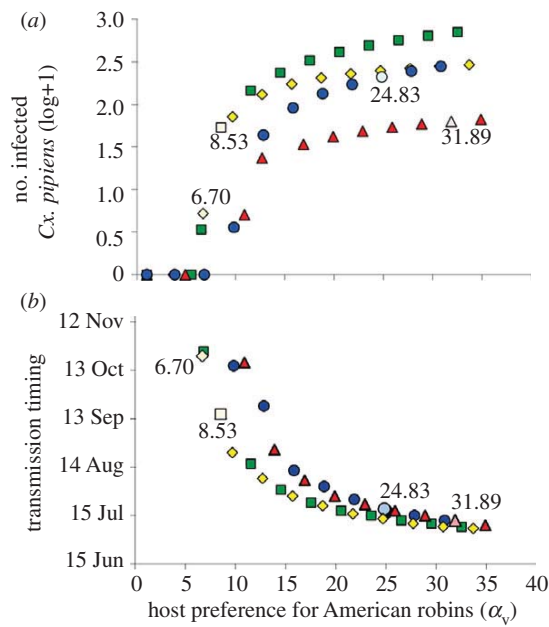 (a)
no. infected
Cx. pipiens (log+1)
3.0
2.5
2.0
1.5
1.0
0.5
0
8.53
6.70
24.83
31.89
(b)
transmission timing
12 Nov
13 Oct
13 Sep
14 Aug
15 Jul
15 Jun
6.70
8.53
24.83
31.89
0 5 10 15 20 25 30 35 40
host preference for American robins (αv)